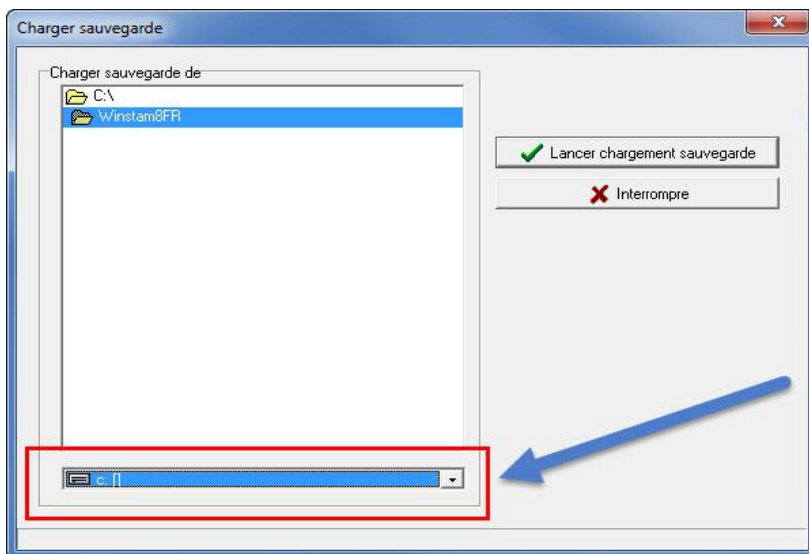 Charger sauvegarde
Charger sauvegarde de
C:\
Winstam8FR
Lancer chargement sauvegarde
Interrompre
c: []